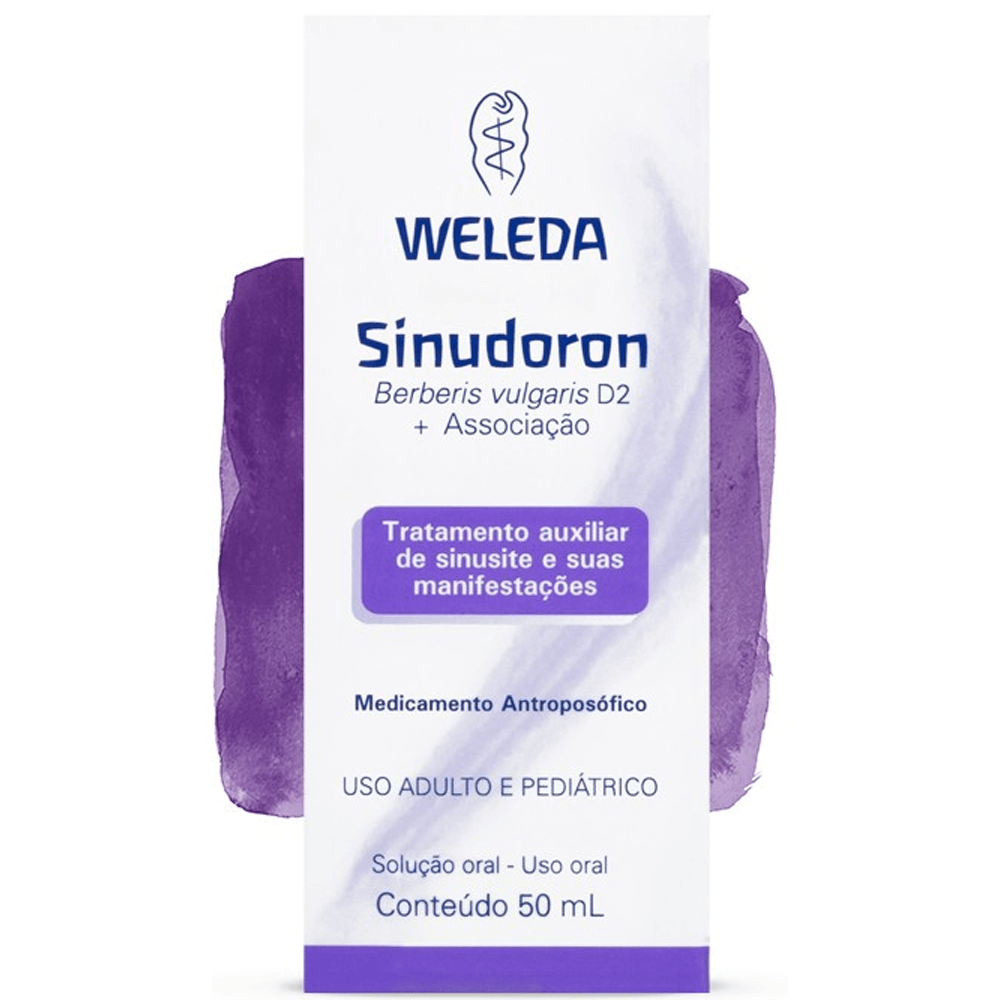 WELEDA
Sinudoron
Berberis vulgaris D2
+ Associação
Tratamento auxiliar
de sinusite e suas
manifestações
Medicamento Antroposófico
USO ADULTO E PEDIÁTRICO
Solução oral - Uso oral
Conteúdo 50 mL